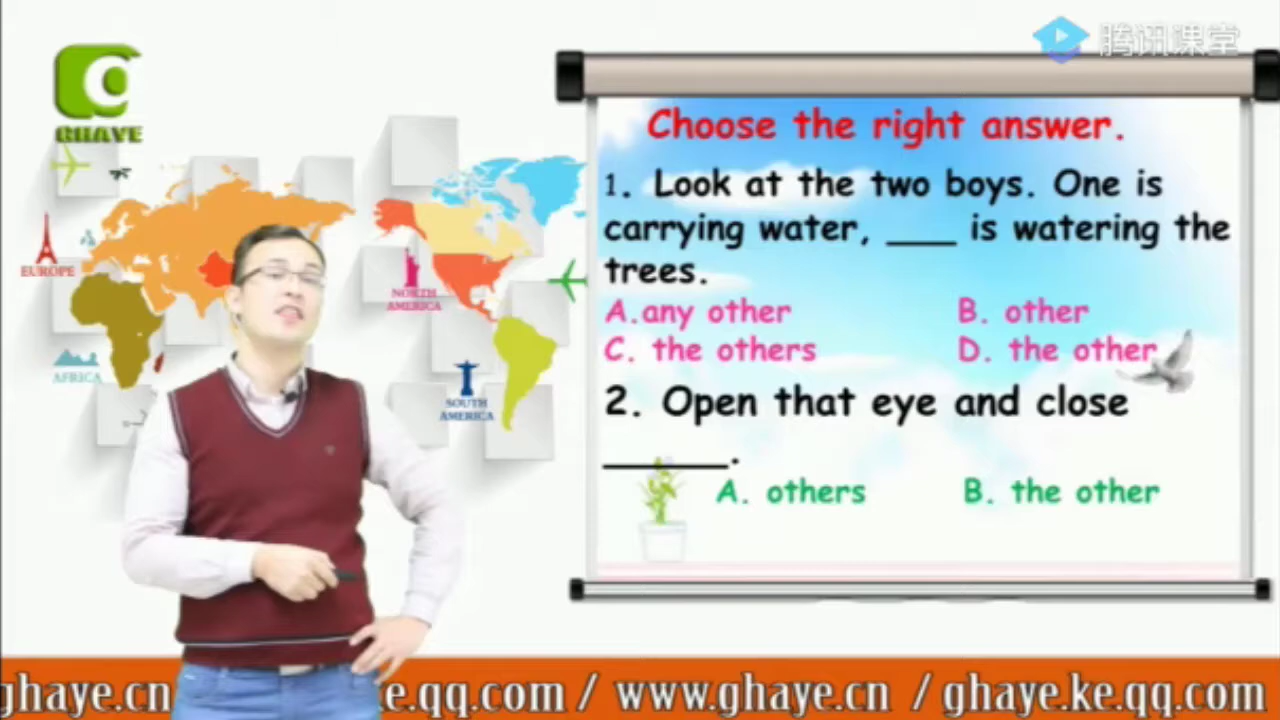 腾讯课堂
GHAYE
Choose the right answer.
1. Look at the two boys. One is
carrying water, ___ is watering the
trees.
A.any other B. other
C. the others D. the other
2. Open that eye and close
______.
A. others B. the other
EUROPE
NORTH
AMERICA
AFRICA
SOUTH
AMERICA
ghaye.cn e.qq.com / www.ghaye.cn / ghaye.ke.qq.com